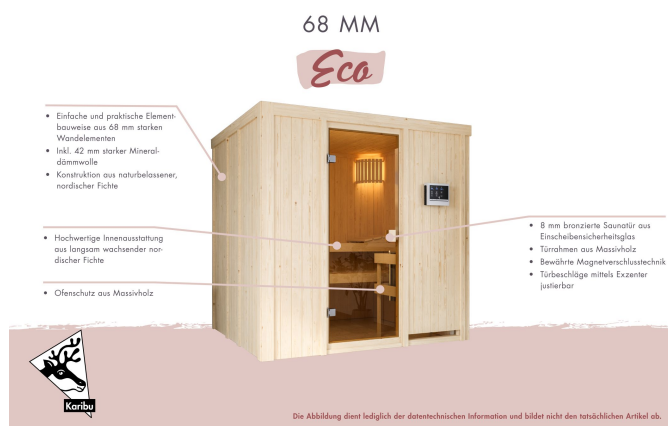 68 MM
Eco
• Einfache und praktische Element-
bauweise aus 68 mm starken
Wandelementen
• Inkl. 42 mm starker Mineral-
dämmwolle
• Konstruktion aus naturbelassener,
nordischer Fichte
• Hochwertige Innenausstattung
aus langsam wachsender nor-
discher Fichte
• Ofenschutz aus Massivholz
• 8 mm bronzierte Saunatür aus
Einscheibensicherheitsglas
• Türrahmen aus Massivholz
• Bewährte Magnetverschlusstechnik
• Türbeschläge mittels Exzenter
justierbar
Karibu
Die Abbildung dient lediglich der datentechnischen Information und bildet nicht den tatsächlichen Artikel ab.